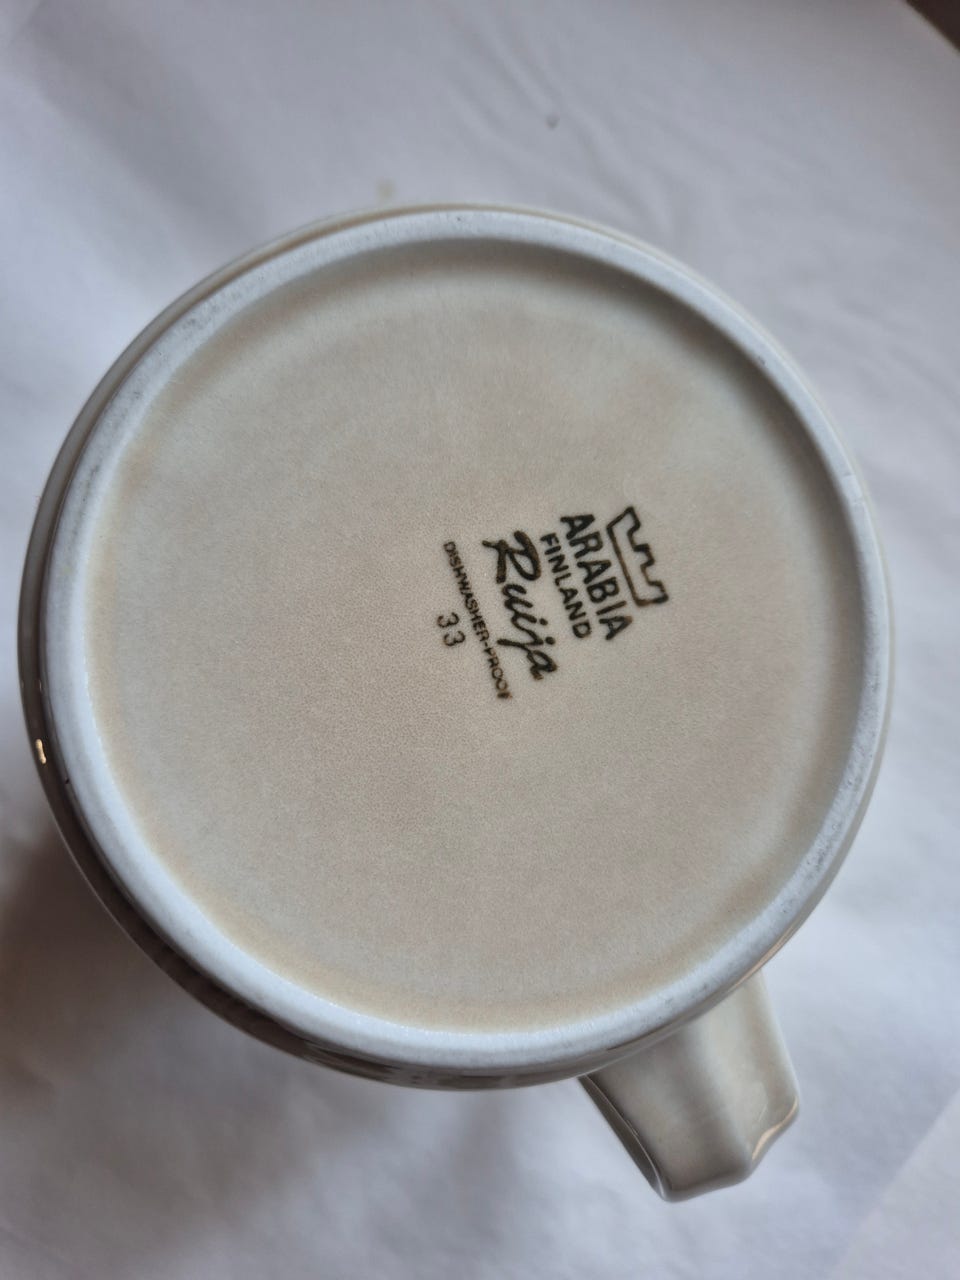 ARABIA
FINLAND
Ruija
DISHWASHER-PROOF
33